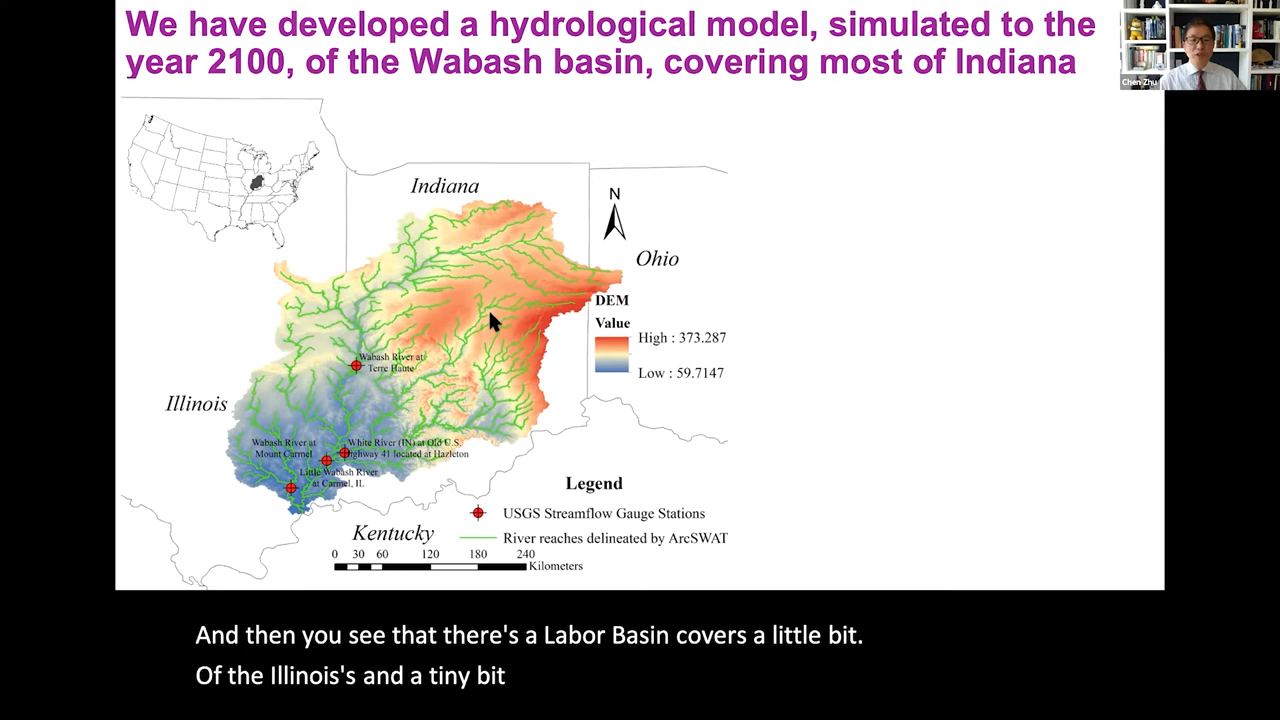 We have developed a hydrological model, simulated to the
year 2100, of the Wabash basin, covering most of Indiana
Chen Zhu
Indiana
N
Ohio
DEM
Value
High : 373.287
Low : 59.7147
Wabash River at
Terre Haute
Illinois
Wabash River at
Mount Carmel
White River (IN) at Old U.S.
Highway 41 located at Hazleton
Little Wabash River
at Carmel, IL
Legend
USGS Streamflow Gauge Stations
River reaches delineated by ArcSWAT
Kentucky
0 30 60 120 180 240
Kilometers
And then you see that there's a Labor Basin covers a little bit.
Of the Illinois's and a tiny bit